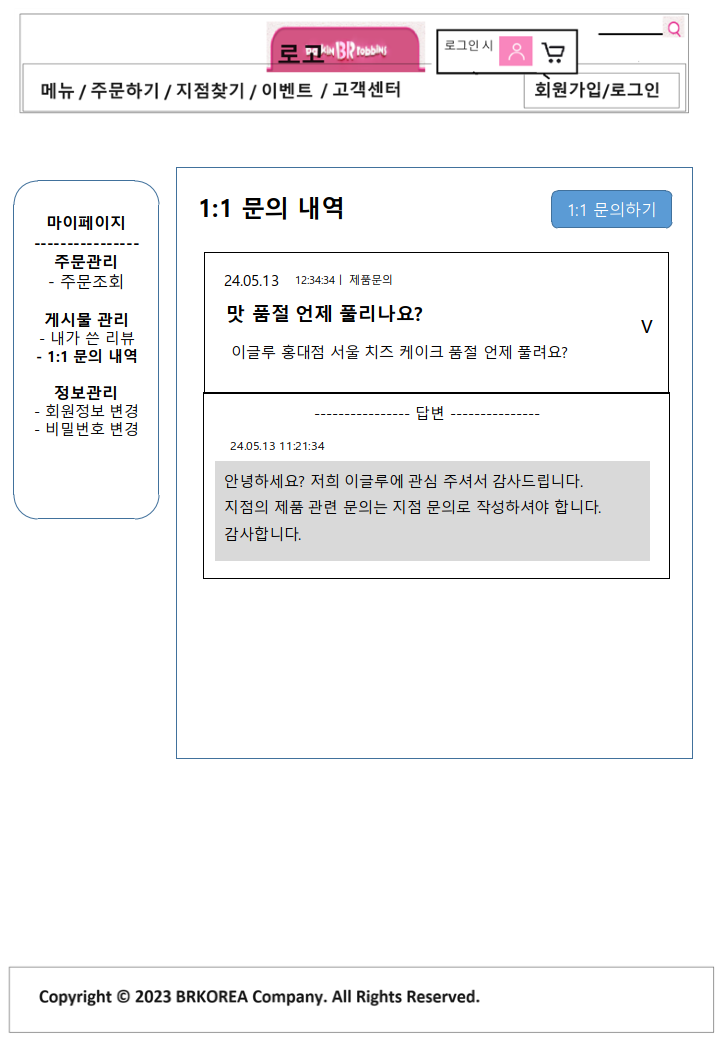 로고
BR robbins
로그인 시
메뉴 / 주문하기 / 지점찾기 / 이벤트 / 고객센터
회원가입/로그인
마이페이지
----------------
주문관리
- 주문조회
게시물 관리
- 내가 쓴 리뷰
- 1:1 문의 내역
정보관리
- 회원정보 변경
- 비밀번호 변경
1:1 문의 내역
1:1 문의하기
24.05.13 12:34:34ㅣ 제품문의
맛 품절 언제 풀리나요?
V
이글루 홍대점 서울 치즈 케이크 품절 언제 풀려요?
---------------- 답변 ---------------
24.05.13 11:21:34
안녕하세요? 저희 이글루에 관심 주셔서 감사드립니다.
지점의 제품 관련 문의는 지점 문의로 작성하셔야 합니다.
감사합니다.
Copyright © 2023 BRKOREA Company. All Rights Reserved.